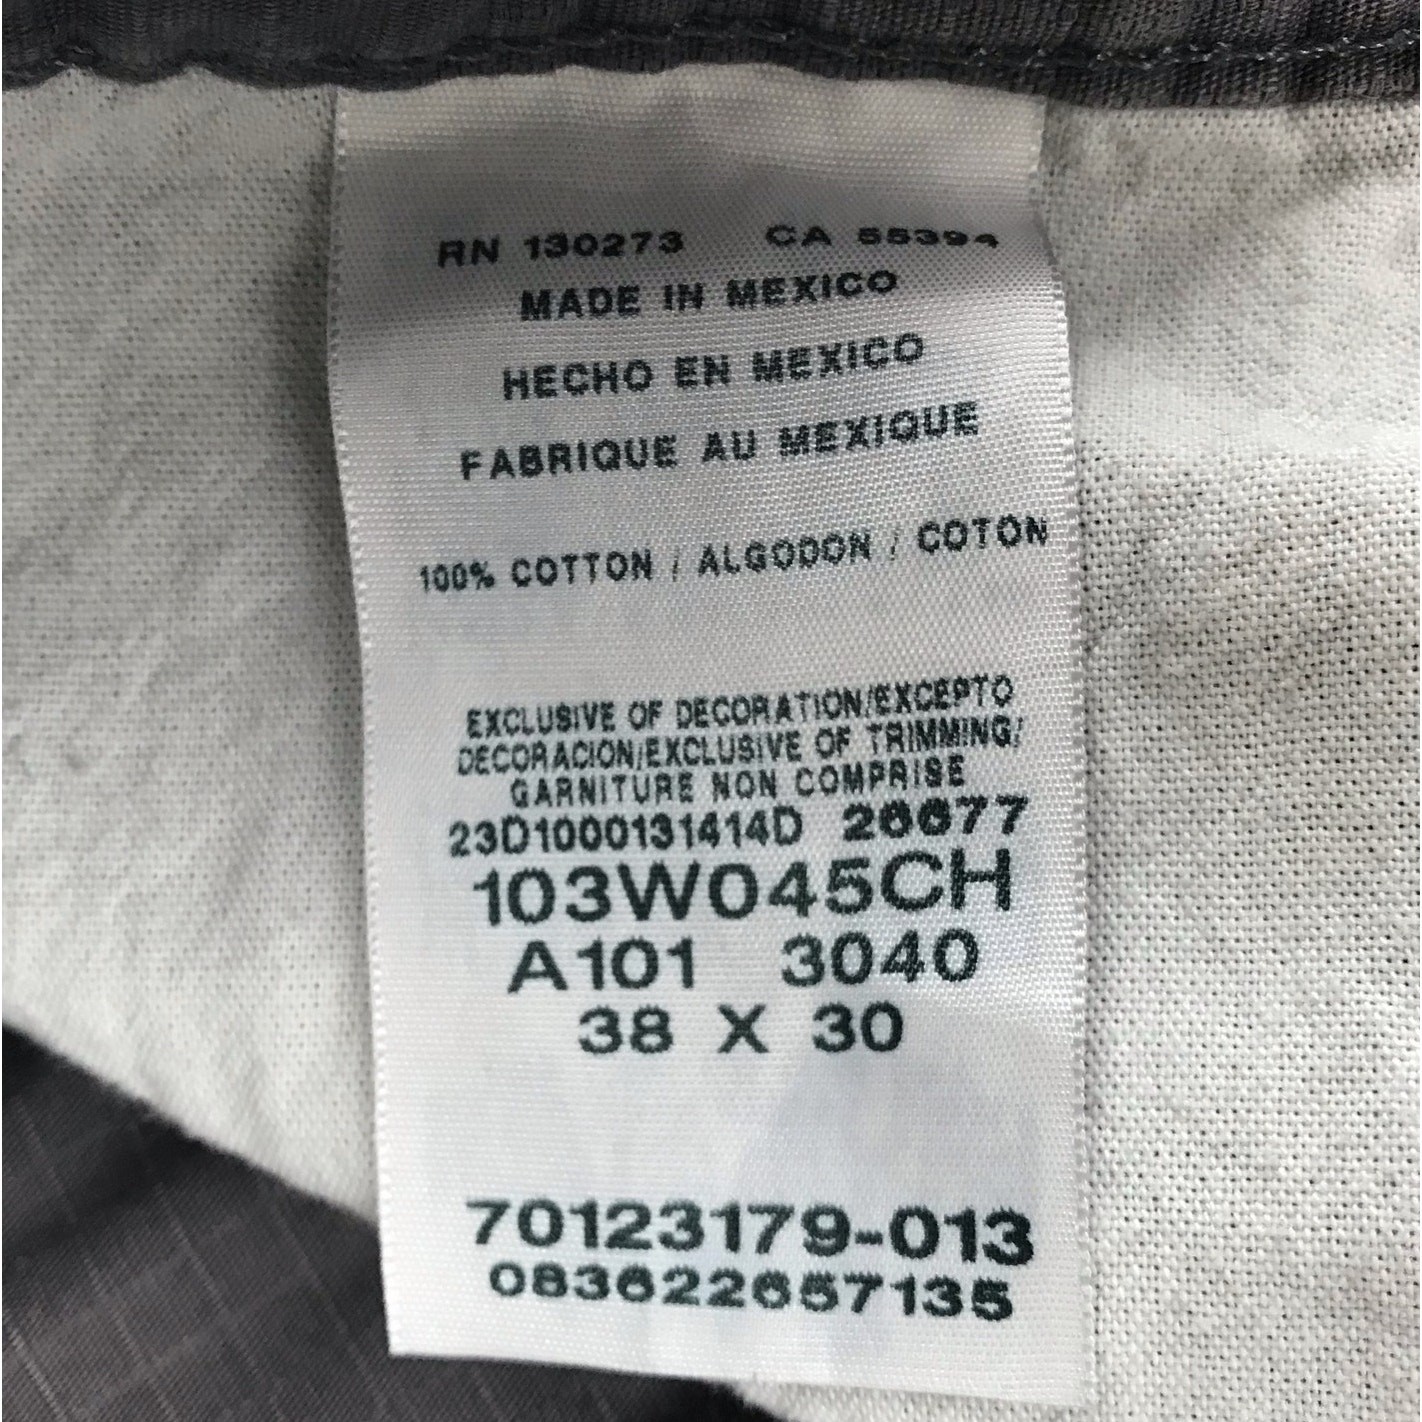 RN 130273 CA 55394
MADE IN MEXICO
HECHO EN MEXICO
FABRIQUE AU MEXIQUE
100% COTTON / ALGODON / COTON
EXCLUSIVE OF DECORATION/EXCEPTO
DECORACION/EXCLUSIVE OF TRIMMING/
GARNITURE NON COMPRISE
23D1000131414D 26677
103W045CH
A101 3040
38 X 30
70123179-013
083622657135